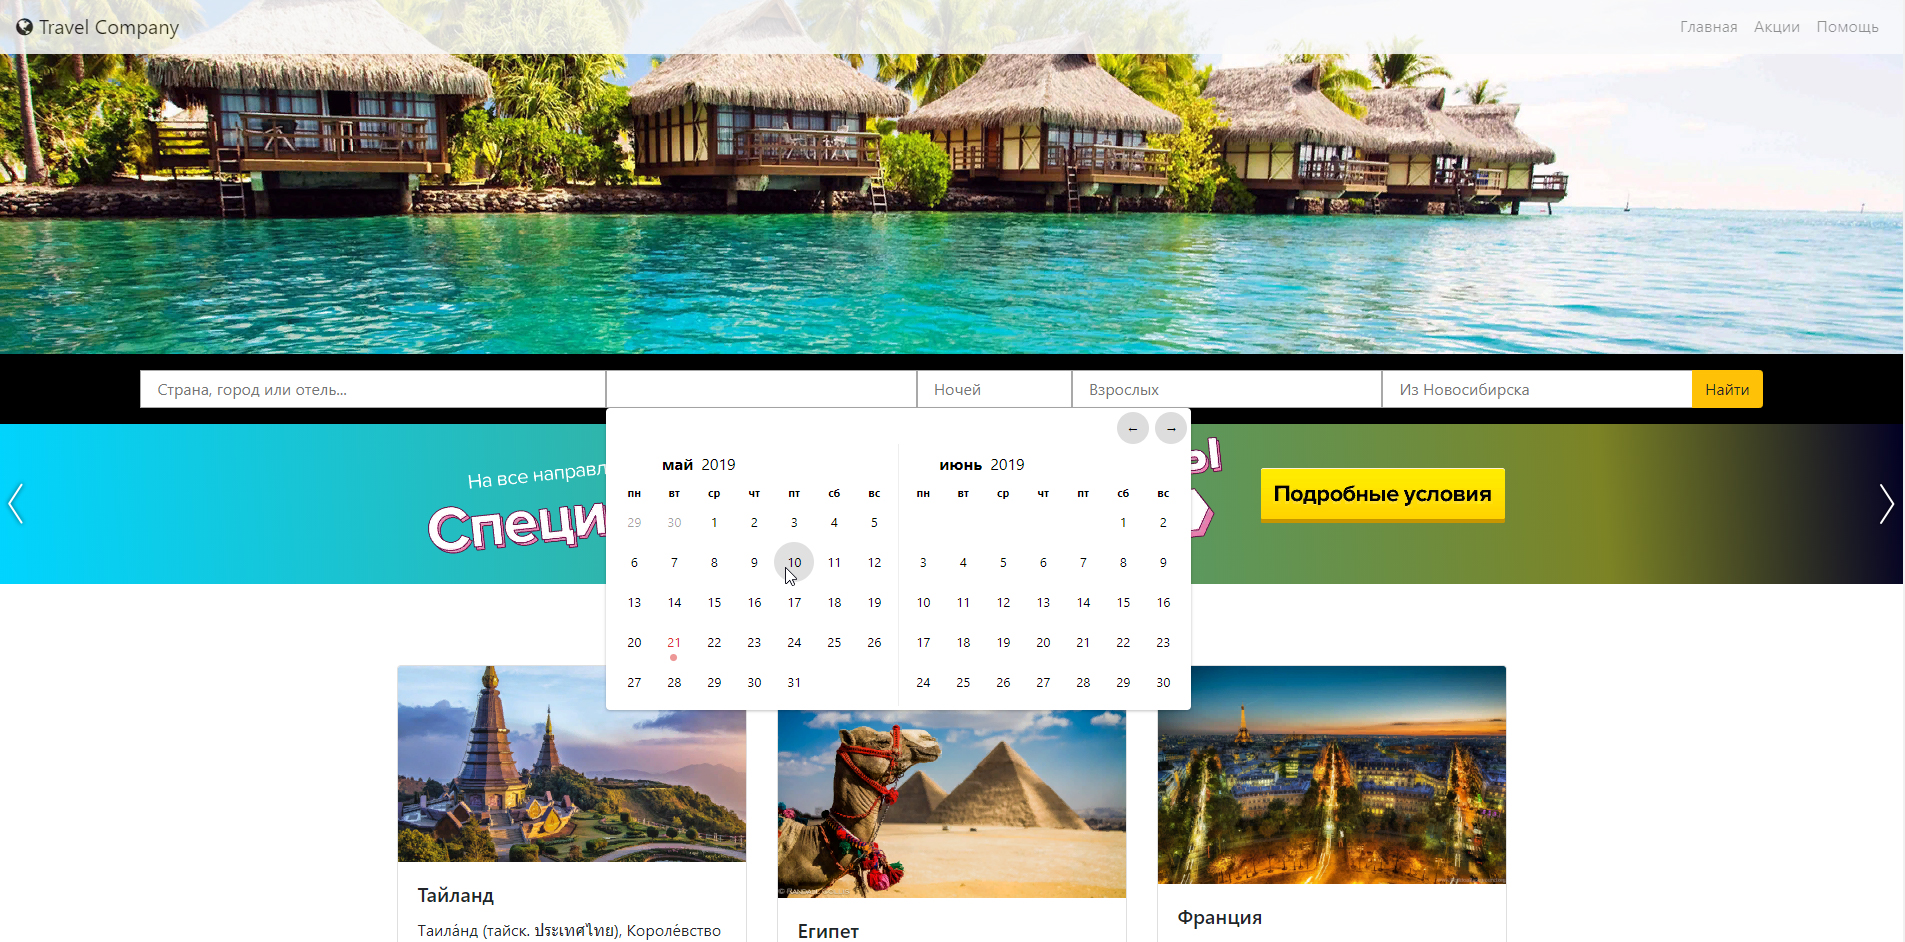 Travel Company
Главная Акции Помощь
Страна, город или отель... Ночей Взрослых Из Новосибирска Найти
← →
май 2019 июнь 2019
пн вт ср чт пт сб вс пн вт ср чт пт сб вс
29 30 1 2 3 4 5 1 2
6 7 8 9 10 11 12 3 4 5 6 7 8 9
13 14 15 16 17 18 19 10 11 12 13 14 15 16
20 21 22 23 24 25 26 17 18 19 20 21 22 23
27 28 29 30 31 24 25 26 27 28 29 30
На все направл
Специ
Ы
Подробные условия
Тайланд
Таила́нд (тайск. ประเทศไทย), Короле́вство
Египет
Франция